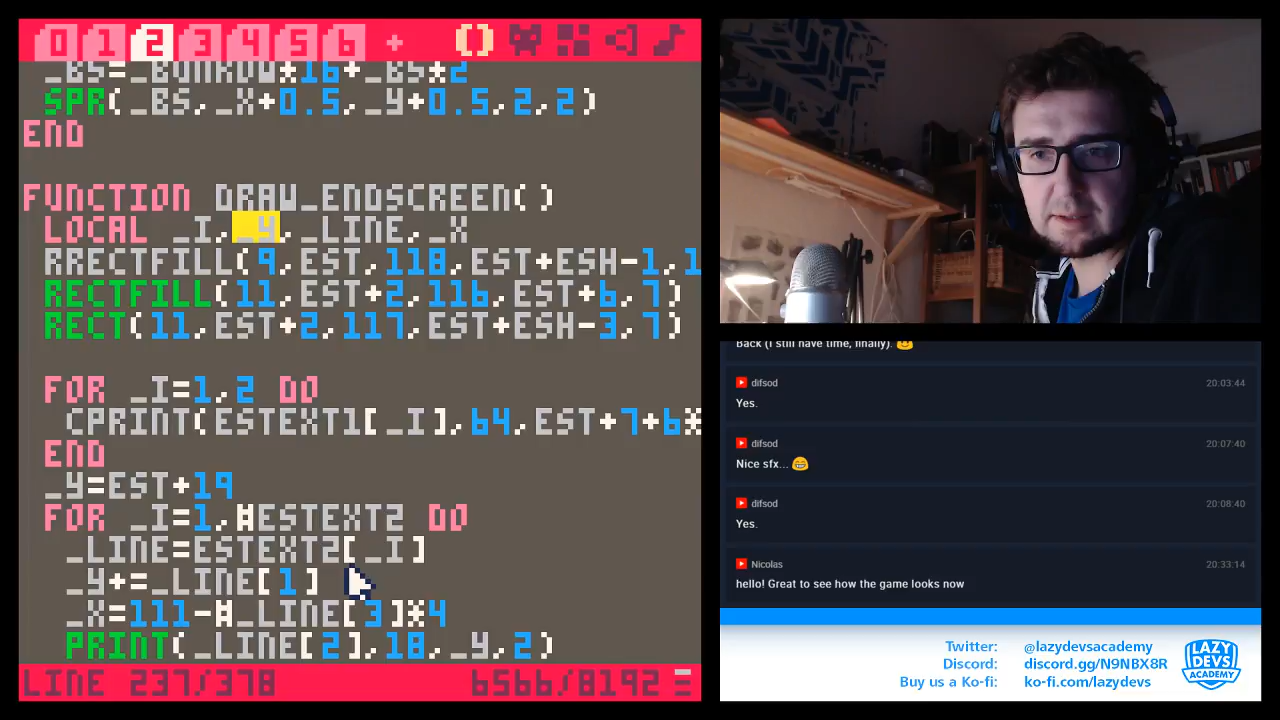 0 1 2 3 4 5 6 +
_BS=_BONKDW*16+_BS*2
SPR(_BS,_X+0.5,_Y+0.5,2,2)
END
FUNCTION DRAW_ENDSCREEN()
LOCAL _I,_Y,_LINE,_X
RRECTFILL(9,EST,118,EST+ESH-1,1
RECTFILL(11,EST+2,116,EST+6,7)
RECT(11,EST+2,117,EST+ESH-3,7)
FOR _I=1,2 DO
CPRINT(ESTEXT1[_I],64,EST+7+6*
END
_Y=EST+19
FOR _I=1,#ESTEXT2 DO
_LINE=ESTEXT2[_I]
_Y+=_LINE[1]
_X=111-#_LINE[3]*4
PRINT(_LINE[2],18,_Y,2)
LINE 237/378 6566/8192
Back (I still have time, finally). 🙂
difsod 20:03:44
Yes.
difsod 20:07:40
Nice sfx... 😁
difsod 20:08:40
Yes.
Nicolas 20:33:14
hello! Great to see how the game looks now
Twitter: @lazydevsacademy
Discord: discord.gg/N9NBX8R
Buy us a Ko-fi: ko-fi.com/lazydevs
LAZY
DEVS
ACADEMY